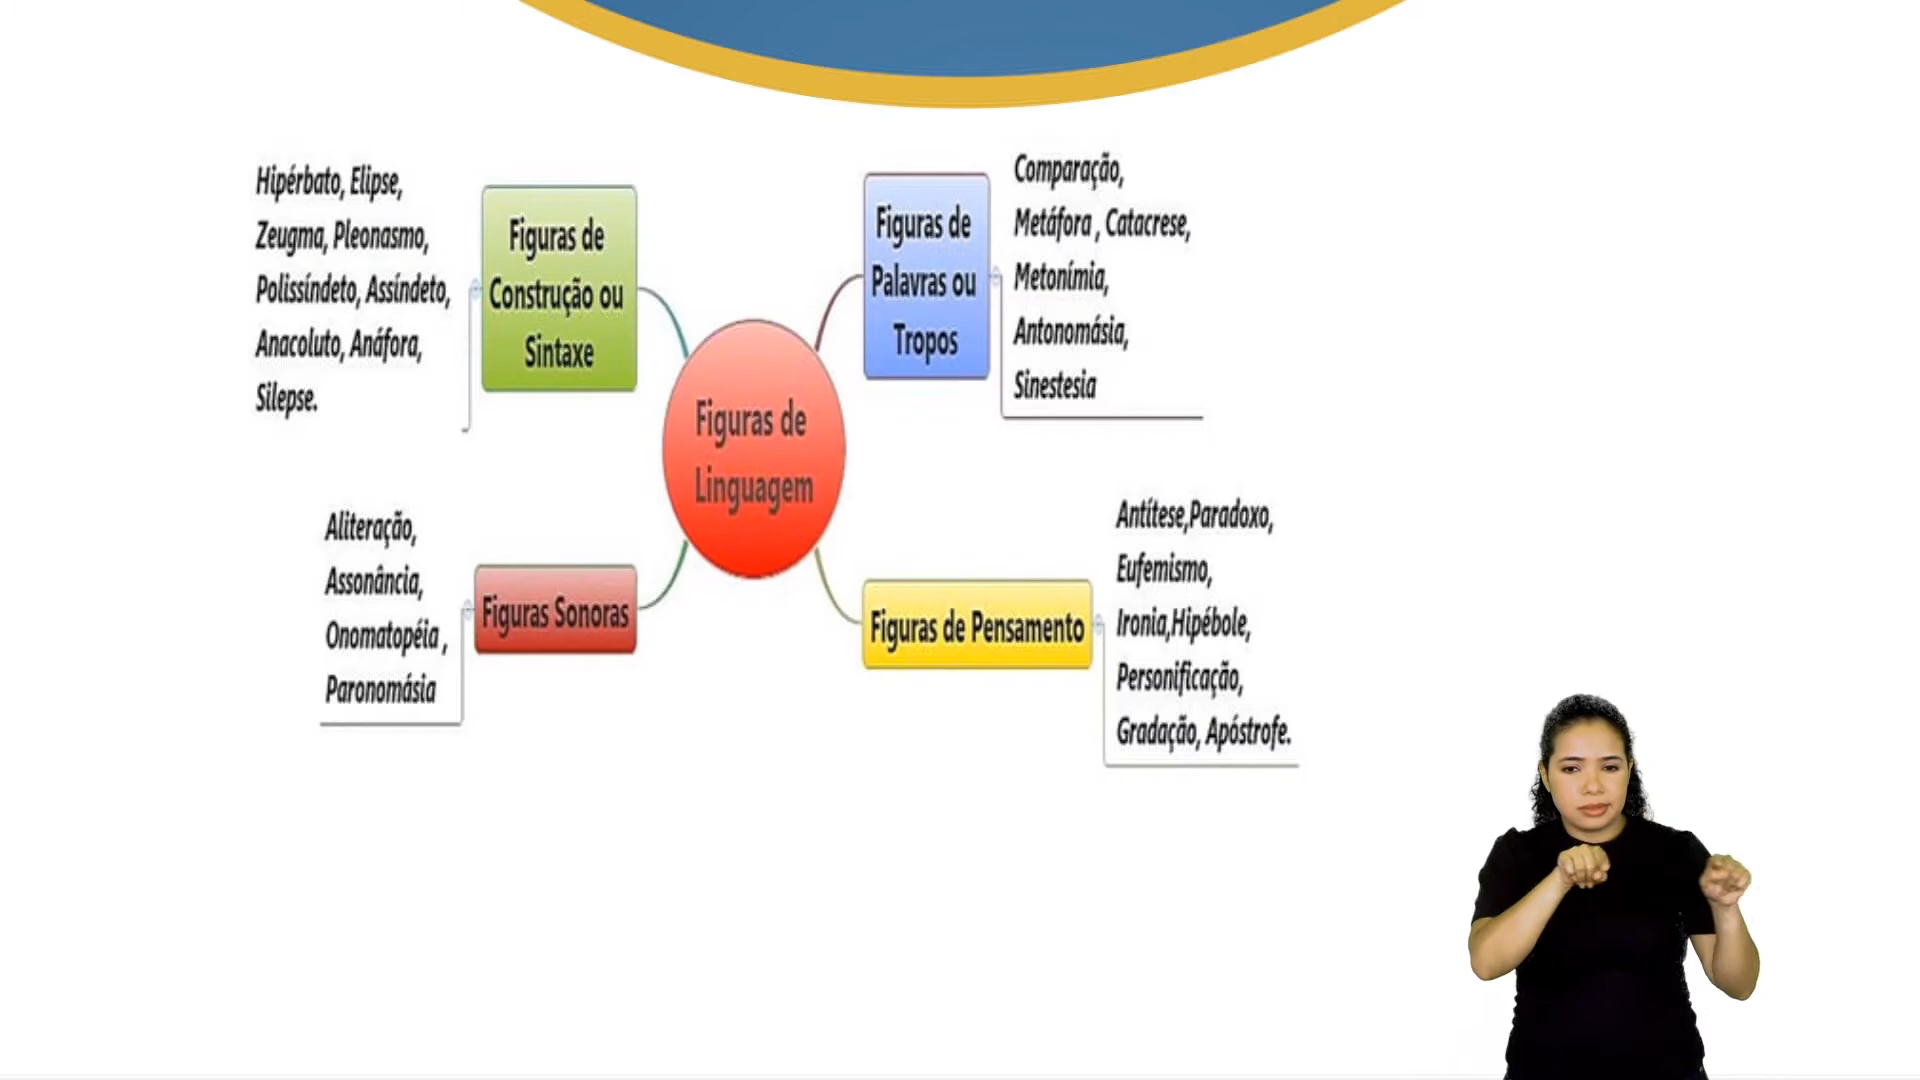 Hipérbato, Elipse,
Zeugma, Pleonasmo,
Polissíndeto, Assíndeto,
Anacoluto, Anáfora,
Silepse.
Figuras de
Construção ou
Sintaxe
Figuras de
Palavras ou
Tropos
Comparação,
Metáfora , Catacrese,
Metonímia,
Antonomásia,
Sinestesia
Figuras de
Linguagem
Aliteração,
Assonância,
Onomatopéia ,
Paronomásia
Figuras Sonoras
Figuras de Pensamento
Antítese,Paradoxo,
Eufemismo,
Ironia,Hipébole,
Personificação,
Gradação, Apóstrofe.